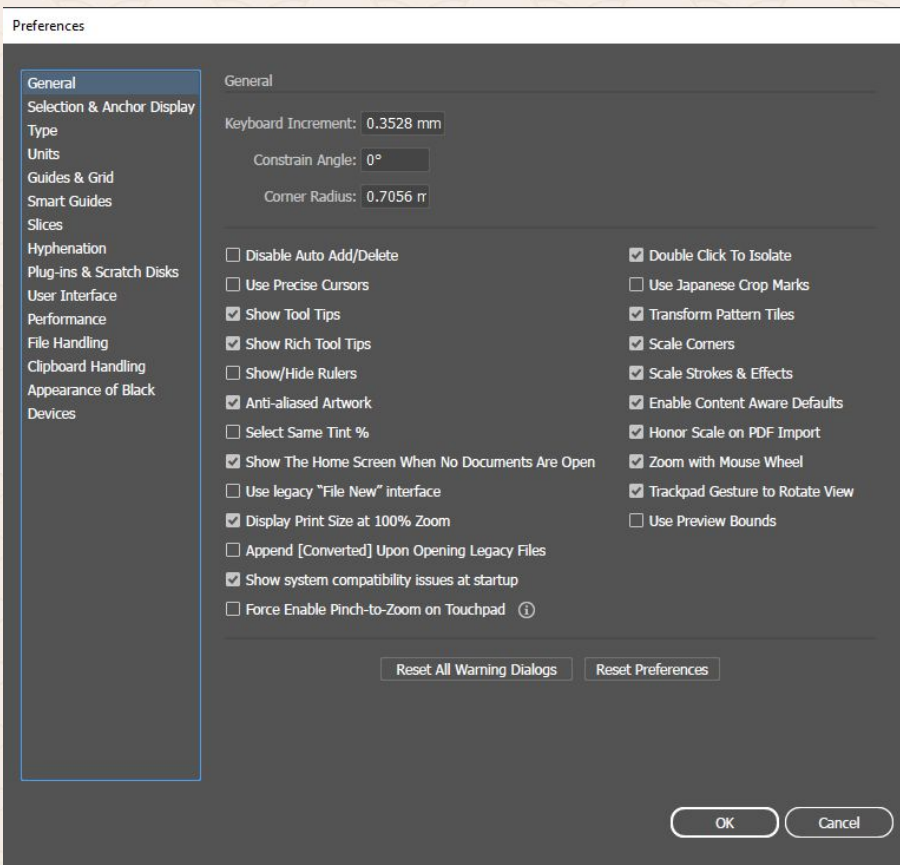 Preferences
General
Selection & Anchor Display
Type
Units
Guides & Grid
Smart Guides
Slices
Hyphenation
Plug-ins & Scratch Disks
User Interface
Performance
File Handling
Clipboard Handling
Appearance of Black
Devices
General
Keyboard Increment: 0.3528 mm
Constrain Angle: 0°
Corner Radius: 0.7056 m
Disable Auto Add/Delete
Use Precise Cursors
Show Tool Tips
Show Rich Tool Tips
Show/Hide Rulers
Anti-aliased Artwork
Select Same Tint %
Show The Home Screen When No Documents Are Open
Use legacy "File New" interface
Display Print Size at 100% Zoom
Append [Converted] Upon Opening Legacy Files
Show system compatibility issues at startup
Force Enable Pinch-to-Zoom on Touchpad
Double Click To Isolate
Use Japanese Crop Marks
Transform Pattern Tiles
Scale Corners
Scale Strokes & Effects
Enable Content Aware Defaults
Honor Scale on PDF Import
Zoom with Mouse Wheel
Trackpad Gesture to Rotate View
Use Preview Bounds
Reset All Warning Dialogs Reset Preferences
OK Cancel